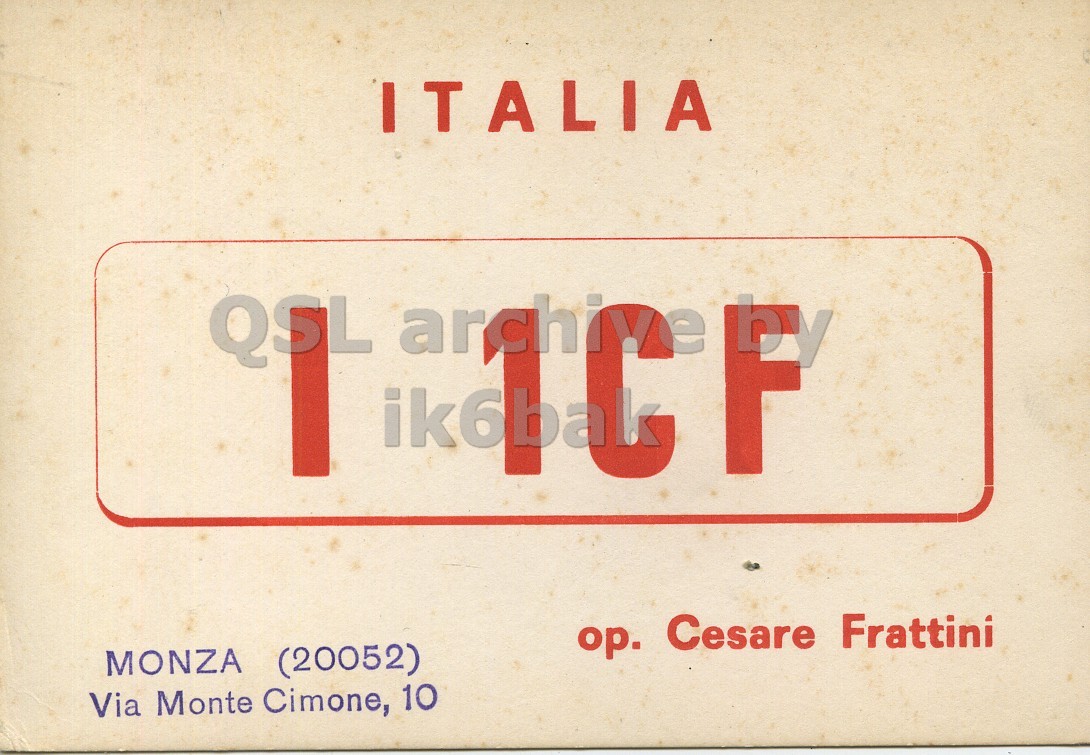 ITALIA
I 1CF
QSL archive by
ik6bak
op. Cesare Frattini
MONZA (20052)
Via Monte Cimone, 10